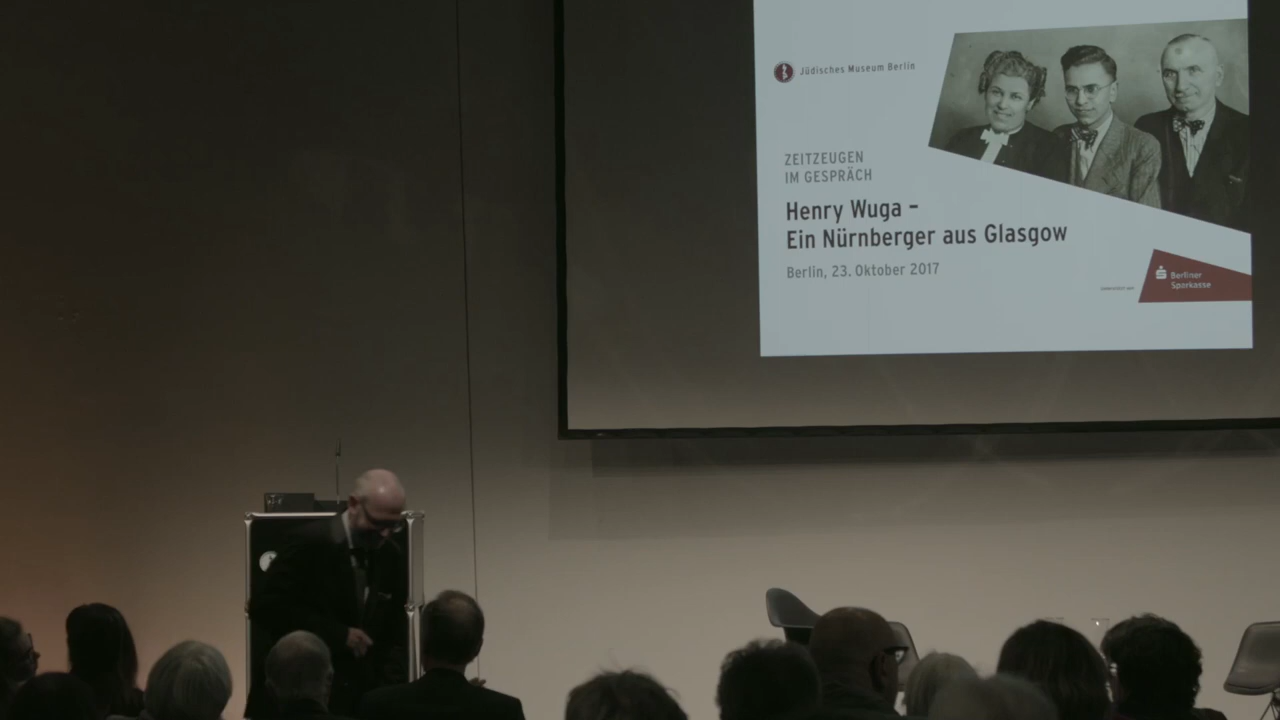 Jüdisches Museum Berlin
ZEITZEUGEN
IM GESPRÄCH
Henry Wuga –
Ein Nürnberger aus Glasgow
Berlin, 23. Oktober 2017
Berliner
Sparkasse